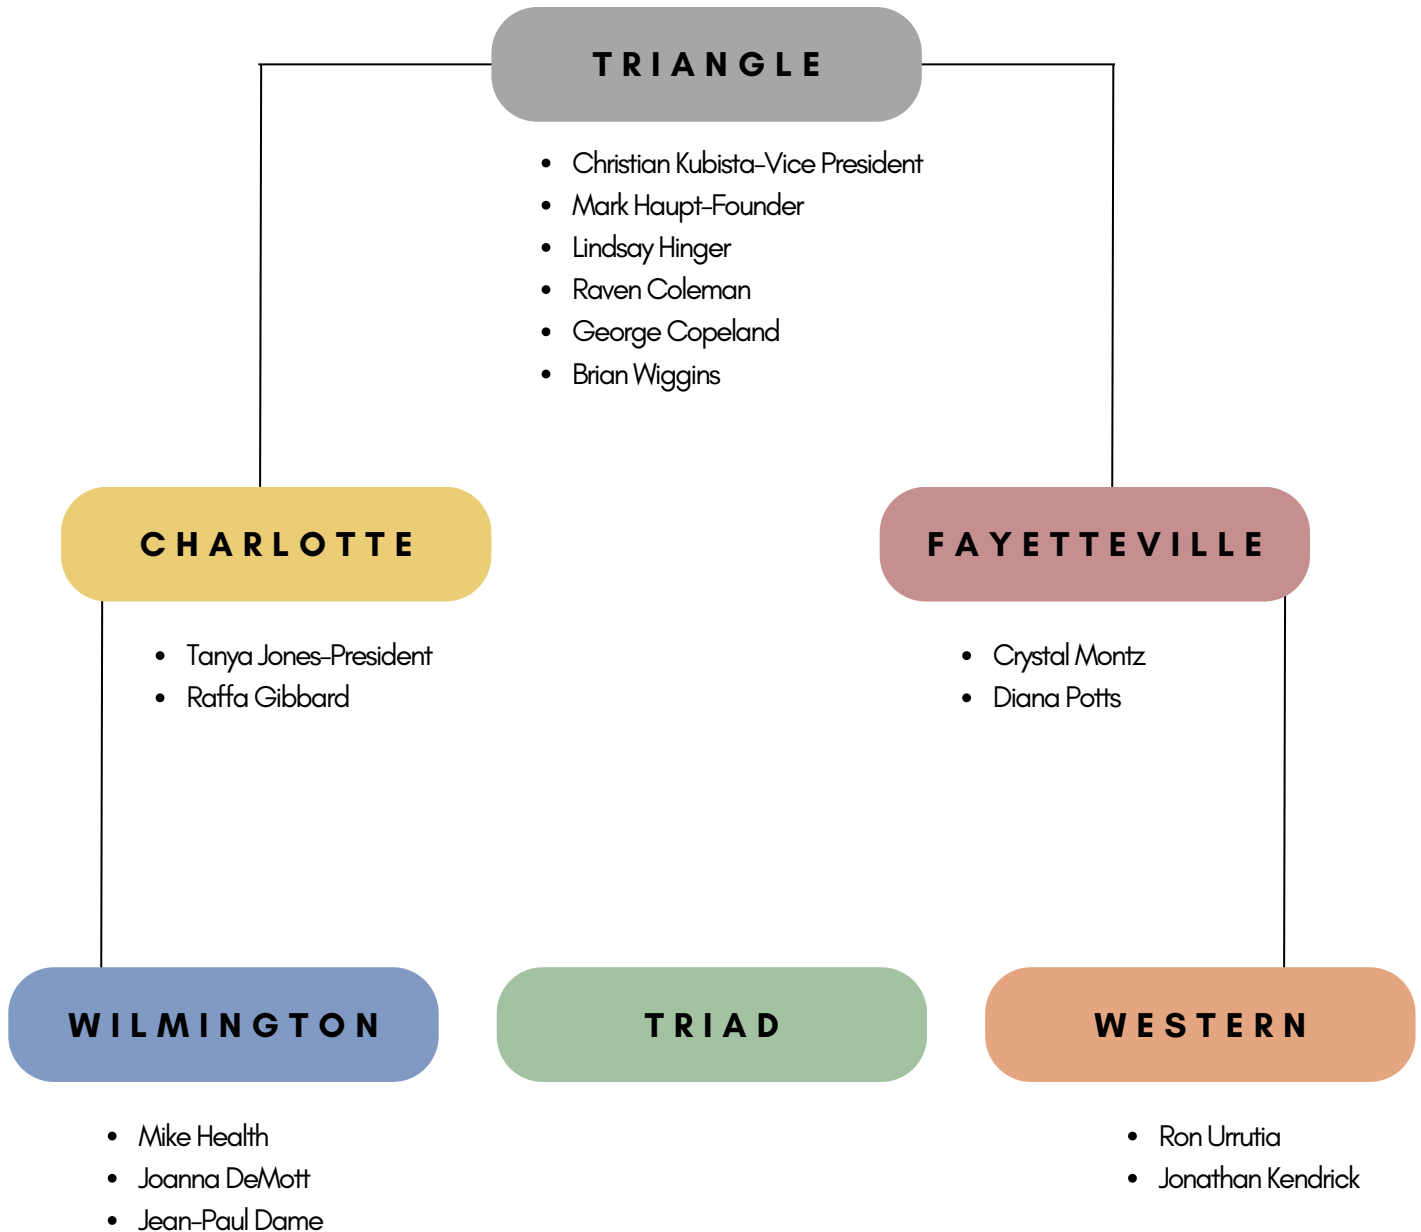 TRIANGLE
• Christian Kubista-Vice President
• Mark Haupt-Founder
• Lindsay Hinger
• Raven Coleman
• George Copeland
• Brian Wiggins
CHARLOTTE
• Tanya Jones-President
• Raffa Gibbard
FAYETTEVILLE
• Crystal Montz
• Diana Potts
WILMINGTON
• Mike Health
• Joanna DeMott
• Jean-Paul Dame
TRIAD
WESTERN
• Ron Urrutia
• Jonathan Kendrick